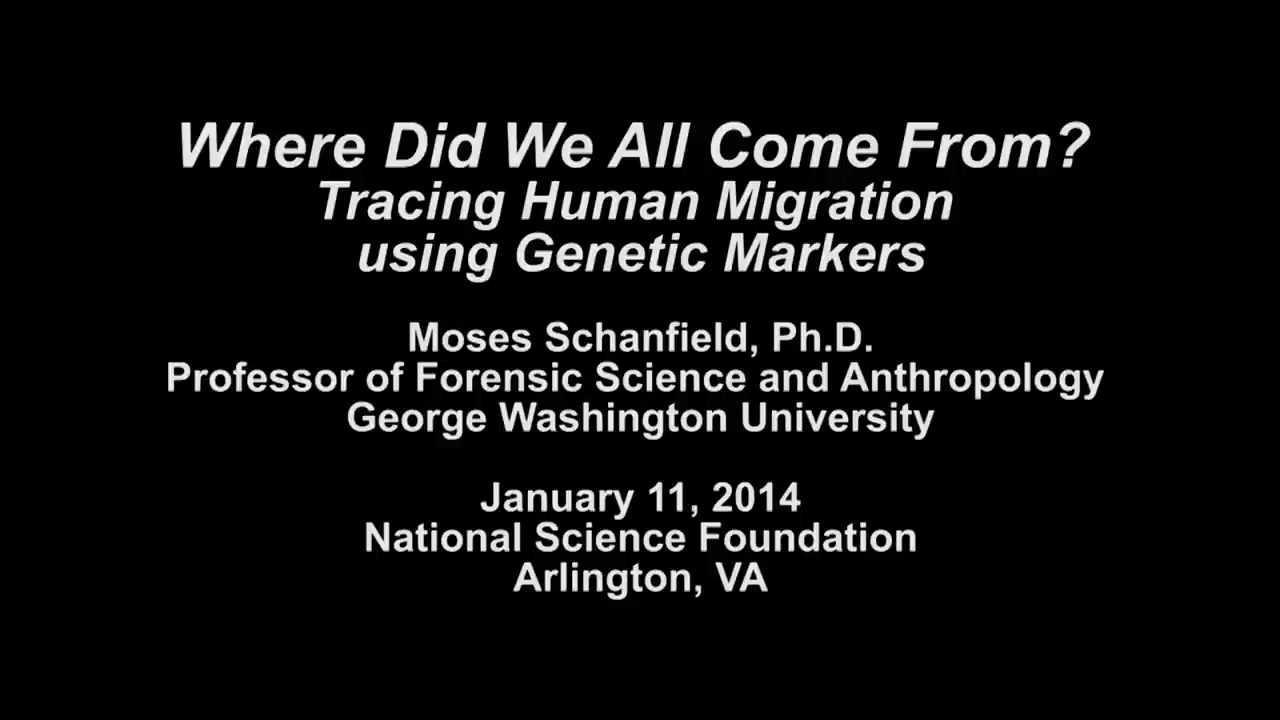 Where Did We All Come From?
Tracing Human Migration
using Genetic Markers
Moses Schanfield, Ph.D.
Professor of Forensic Science and Anthropology
George Washington University
January 11, 2014
National Science Foundation
Arlington, VA